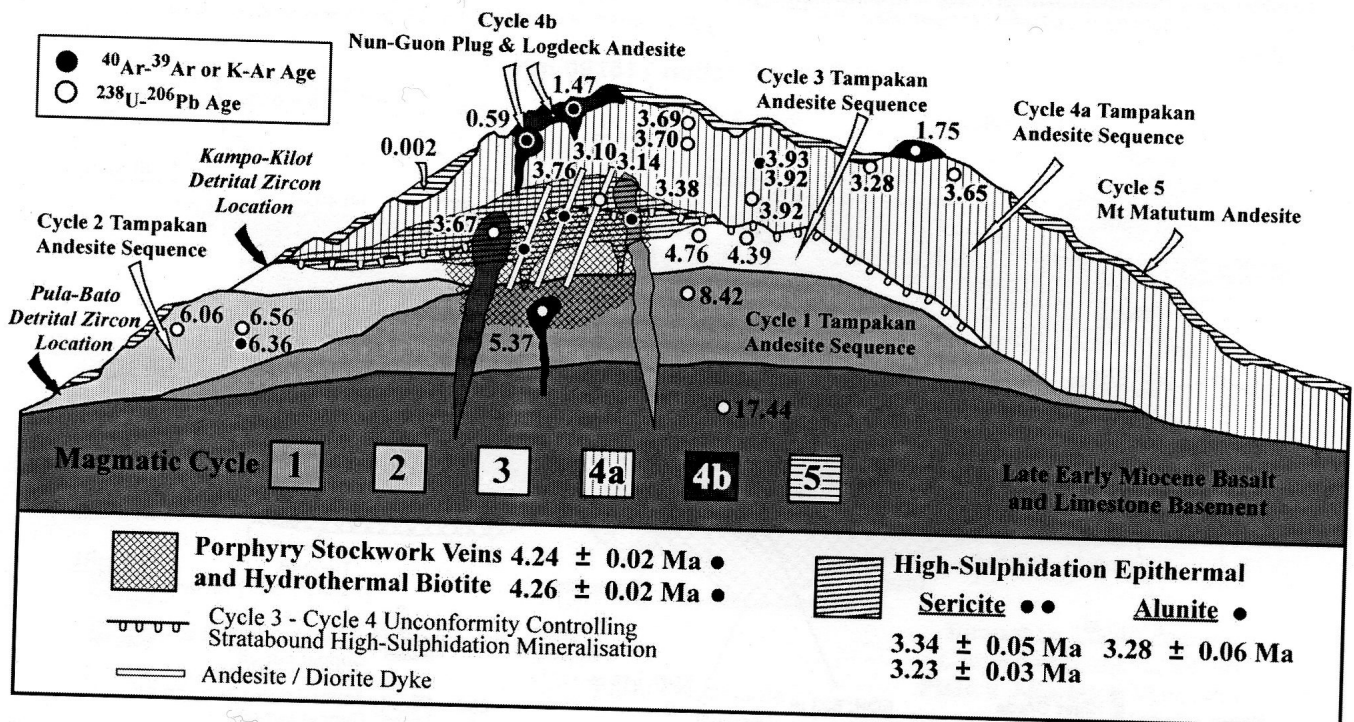 Cycle 4b
Nun-Guon Plug & Logdeck Andesite
⁴⁰Ar-³⁹Ar or K-Ar Age
²³⁸U-²⁰⁶Pb Age
Cycle 3 Tampakan
Andesite Sequence
Cycle 4a Tampakan
Andesite Sequence
1.47
0.59
3.69
3.70
1.75
0.002
3.10
3.14
3.76
3.93
3.92
3.38
3.28
3.65
Kampo-Kilot
Detrital Zircon
Location
Cycle 5
Mt Matutum Andesite
Cycle 2 Tampakan
Andesite Sequence
3.67
3.92
4.76
4.39
Pula-Bato
Detrital Zircon
Location
6.06
6.56
6.36
8.42
5.37
Cycle 1 Tampakan
Andesite Sequence
17.44
Magmatic Cycle 1 2 3 4a 4b 5
Late Early Miocene Basalt
and Limestone Basement
Porphyry Stockwork Veins 4.24 ± 0.02 Ma
and Hydrothermal Biotite 4.26 ± 0.02 Ma
Cycle 3 - Cycle 4 Unconformity Controlling
Stratabound High-Sulphidation Mineralisation
Andesite / Diorite Dyke
High-Sulphidation Epithermal
Sericite Alunite
3.34 ± 0.05 Ma 3.28 ± 0.06 Ma
3.23 ± 0.03 Ma